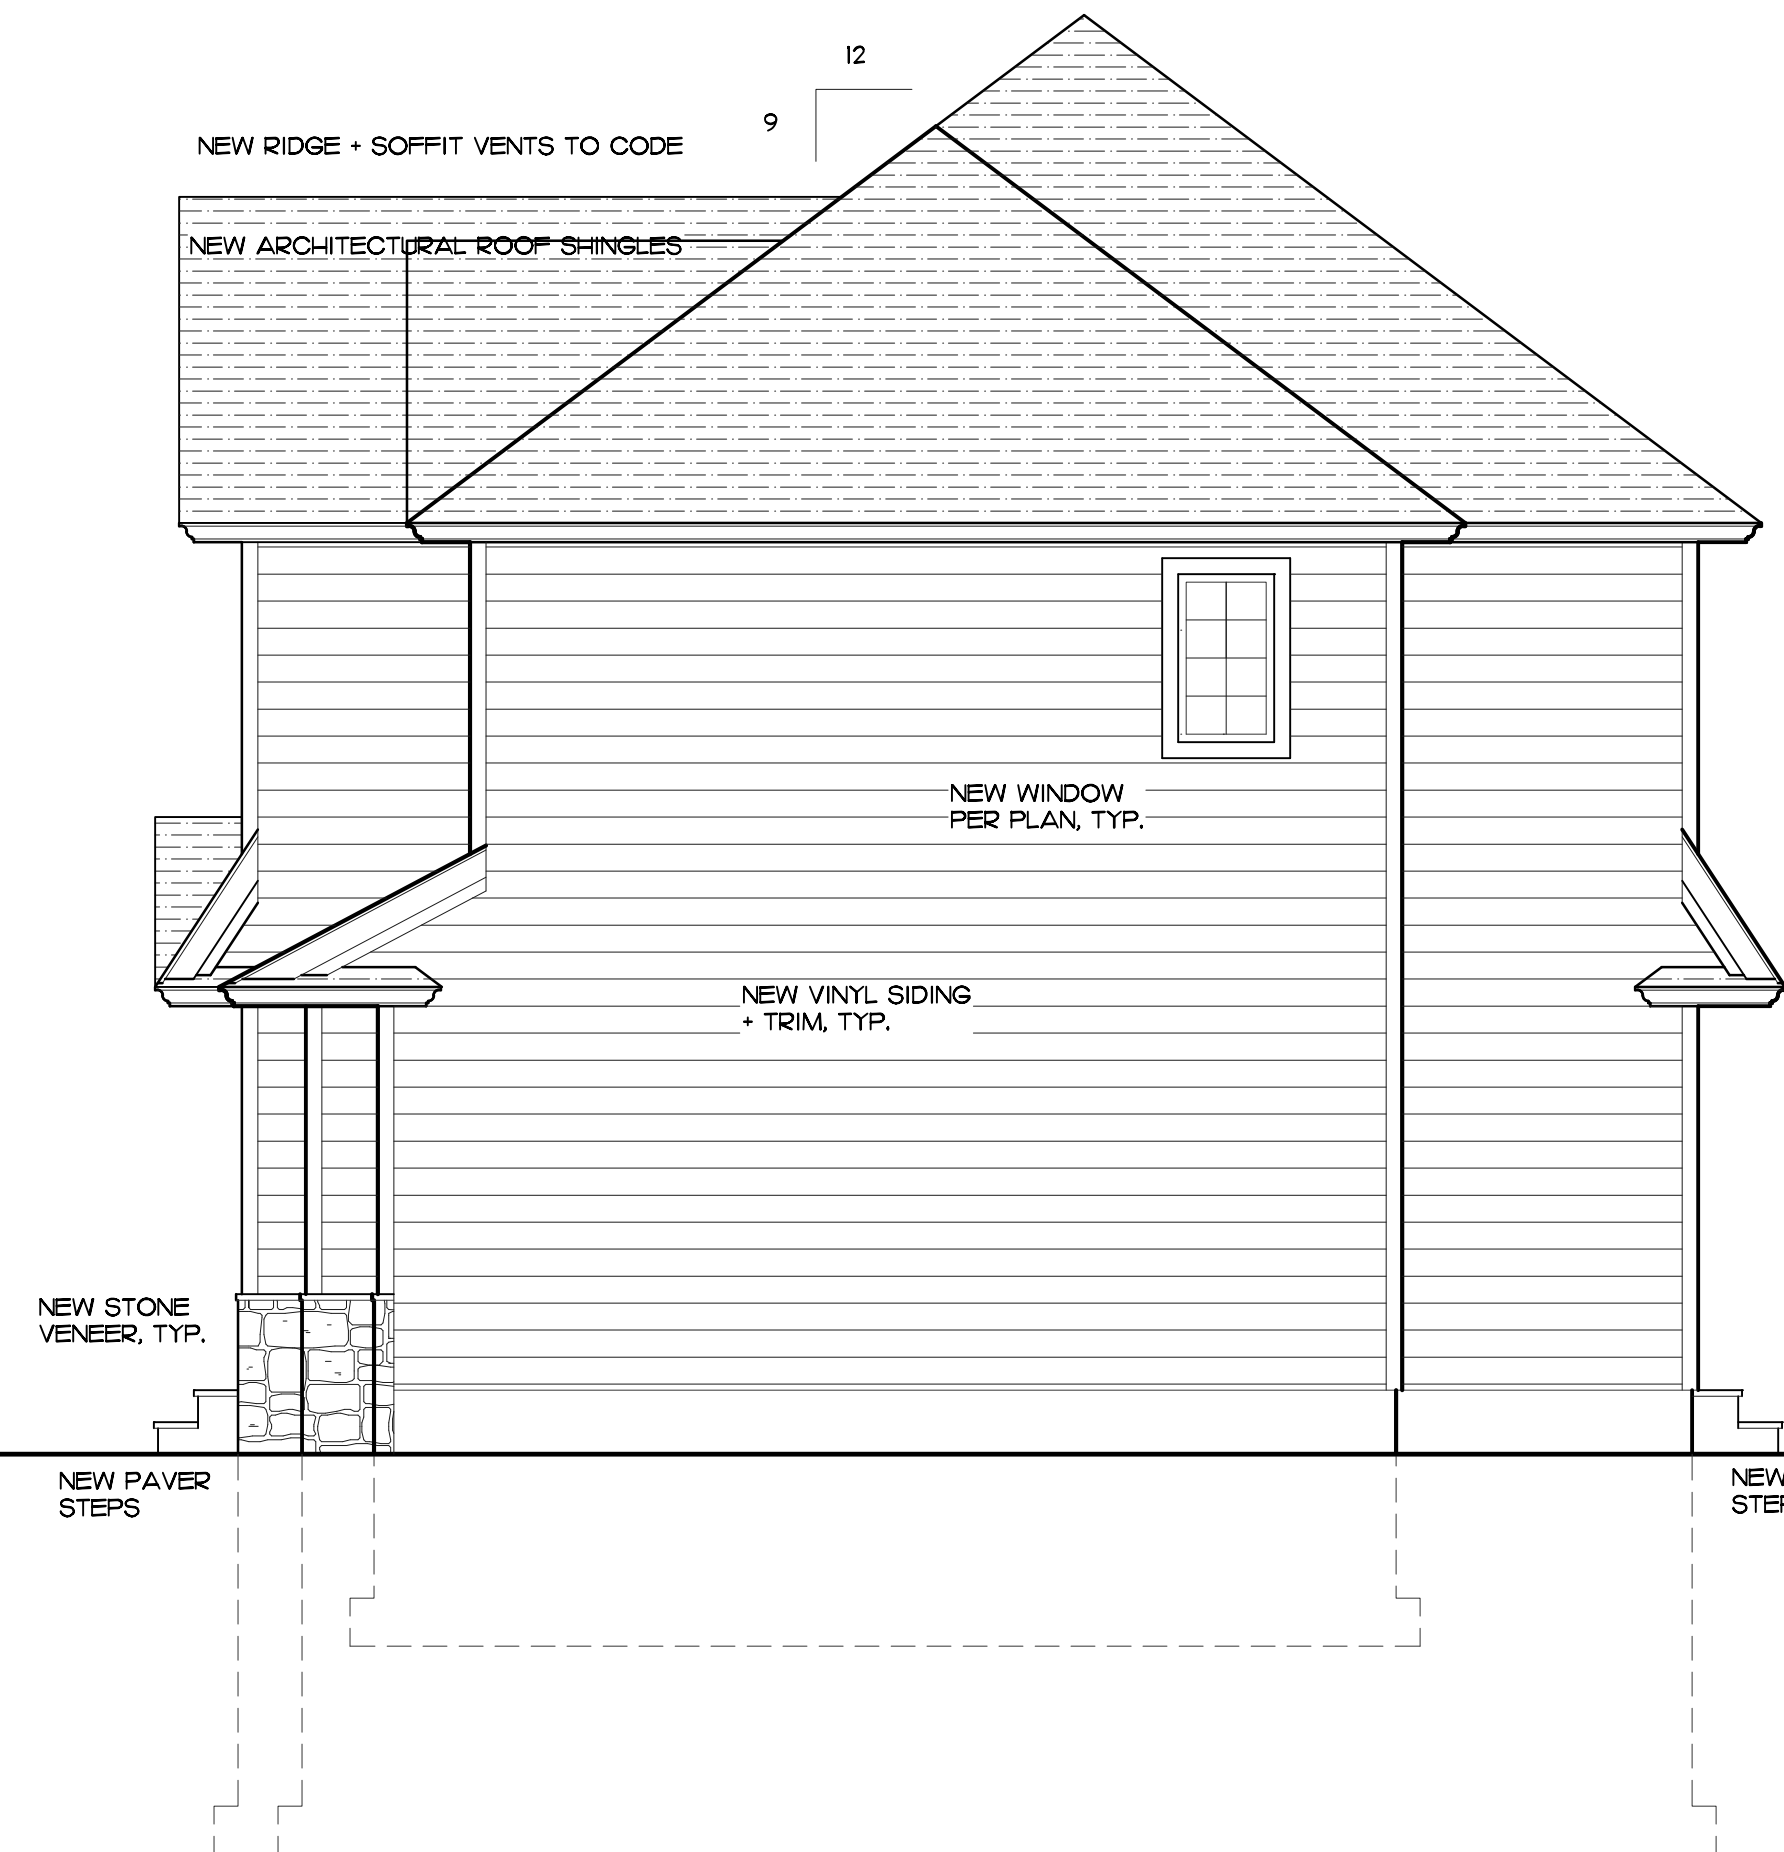 12
9
NEW RIDGE + SOFFIT VENTS TO CODE
NEW ARCHITECTURAL ROOF SHINGLES
NEW WINDOW
PER PLAN, TYP.
NEW VINYL SIDING
+ TRIM, TYP.
NEW STONE
VENEER, TYP.
NEW PAVER
STEPS
NEW